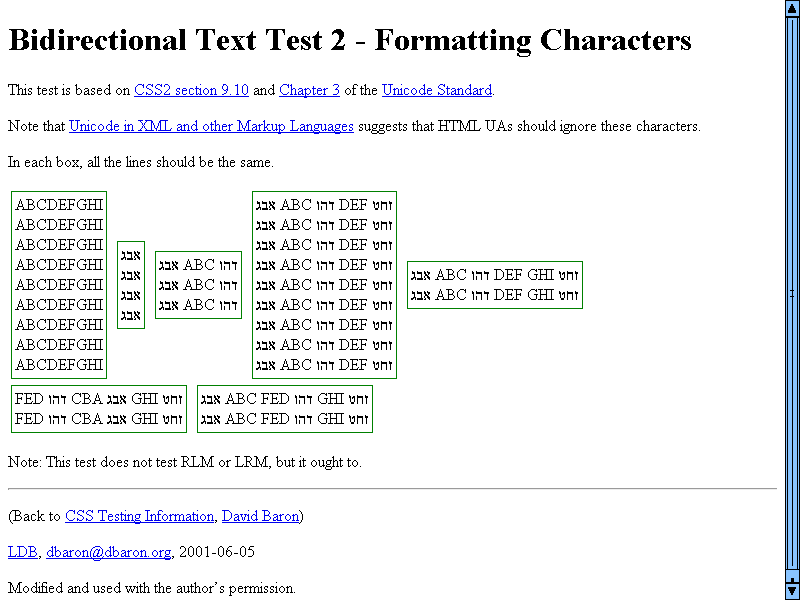 Bidirectional Text Test 2 - Formatting Characters
This test is based on CSS2 section 9.10 and Chapter 3 of the Unicode Standard.
Note that Unicode in XML and other Markup Languages suggests that HTML UAs should ignore these characters.
In each box, all the lines should be the same.
ABCDEFGHI
ABCDEFGHI
ABCDEFGHI
ABCDEFGHI
ABCDEFGHI
ABCDEFGHI
ABCDEFGHI
ABCDEFGHI
ABCDEFGHI
אבג
אבג
אבג
אבג
אבג ABC דהו
אבג ABC דהו
אבג ABC דהו
אבג ABC דהו DEF זחט
אבג ABC דהו DEF זחט
אבג ABC דהו DEF זחט
אבג ABC דהו DEF זחט
אבג ABC דהו DEF זחט
אבג ABC דהו DEF זחט
אבג ABC דהו DEF זחט
אבג ABC דהו DEF זחט
אבג ABC דהו DEF זחט
אבג ABC דהו DEF GHI זחט
אבג ABC דהו DEF GHI זחט
FED דהו CBA אבג GHI זחט
FED דהו CBA אבג GHI זחט
אבג ABC FED דהו GHI זחט
אבג ABC FED דהו GHI זחט
Note: This test does not test RLM or LRM, but it ought to.
(Back to CSS Testing Information, David Baron)
LDB, dbaron@dbaron.org, 2001-06-05
Modified and used with the author's permission.